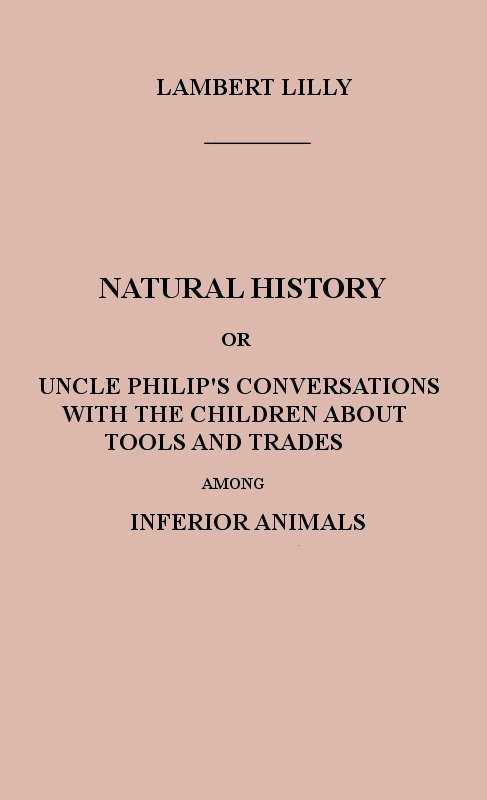 LAMBERT LILLY
NATURAL HISTORY
OR
UNCLE PHILIP'S CONVERSATIONS
WITH THE CHILDREN ABOUT
TOOLS AND TRADES
AMONG
INFERIOR ANIMALS